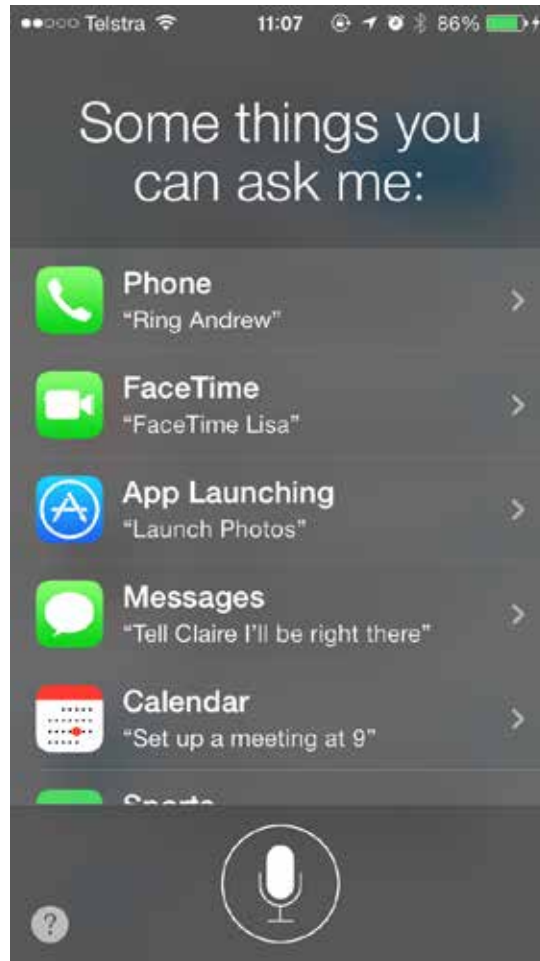 Telstra 11:07 86%
Some things you
can ask me:
Phone
“Ring Andrew”
FaceTime
“FaceTime Lisa”
App Launching
“Launch Photos”
Messages
“Tell Claire I’ll be right there”
Calendar
“Set up a meeting at 9”
Sports
?